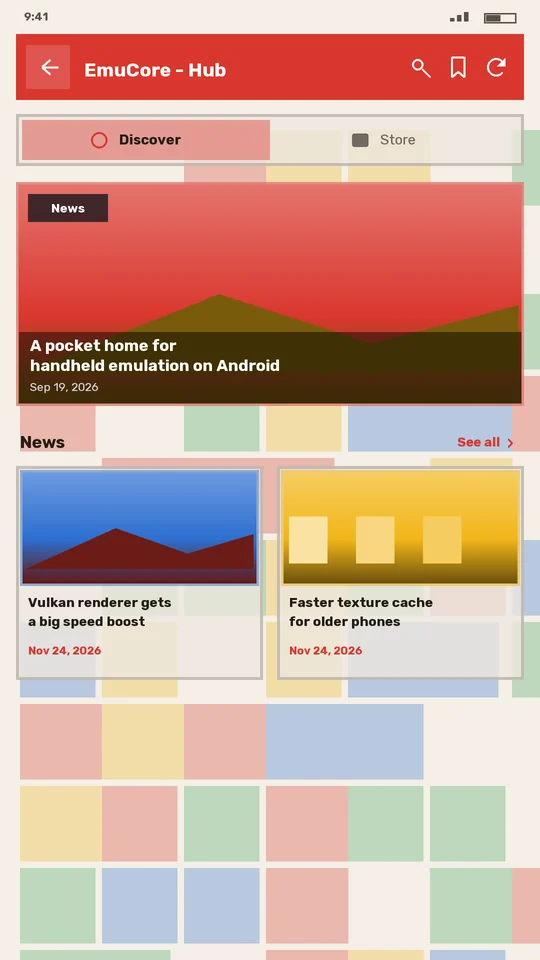 9:41
EmuCore - Hub
Discover
Store
News
A pocket home for
handheld emulation on Android
Sep 19, 2026
News
See all
Vulkan renderer gets
a big speed boost
Nov 24, 2026
Faster texture cache
for older phones
Nov 24, 2026